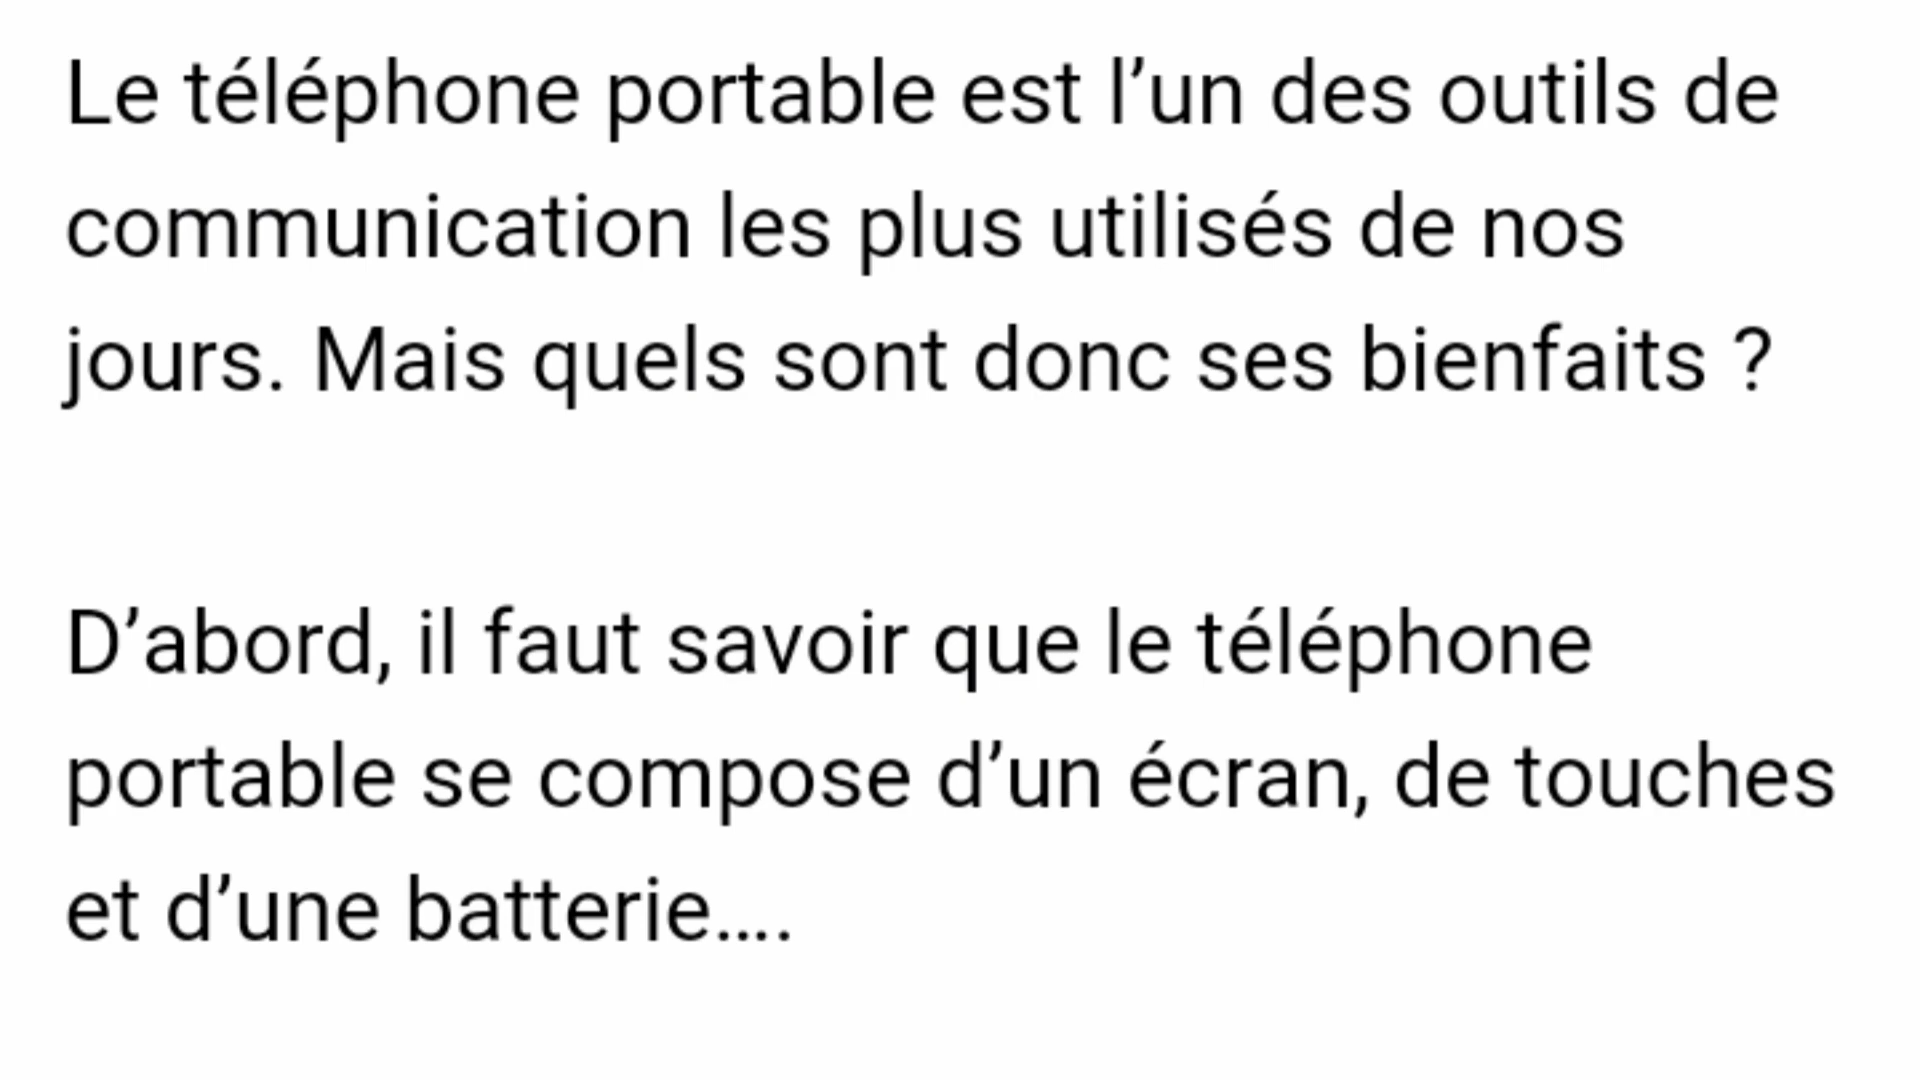 Le téléphone portable est l’un des outils de
communication les plus utilisés de nos
jours. Mais quels sont donc ses bienfaits ?
D’abord, il faut savoir que le téléphone
portable se compose d’un écran, de touches
et d’une batterie….